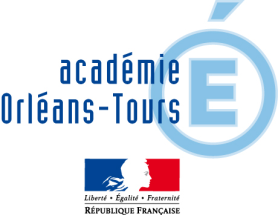 académie
Orléans-Tours
É
Liberté • Égalité • Fraternité
RÉPUBLIQUE FRANÇAISE